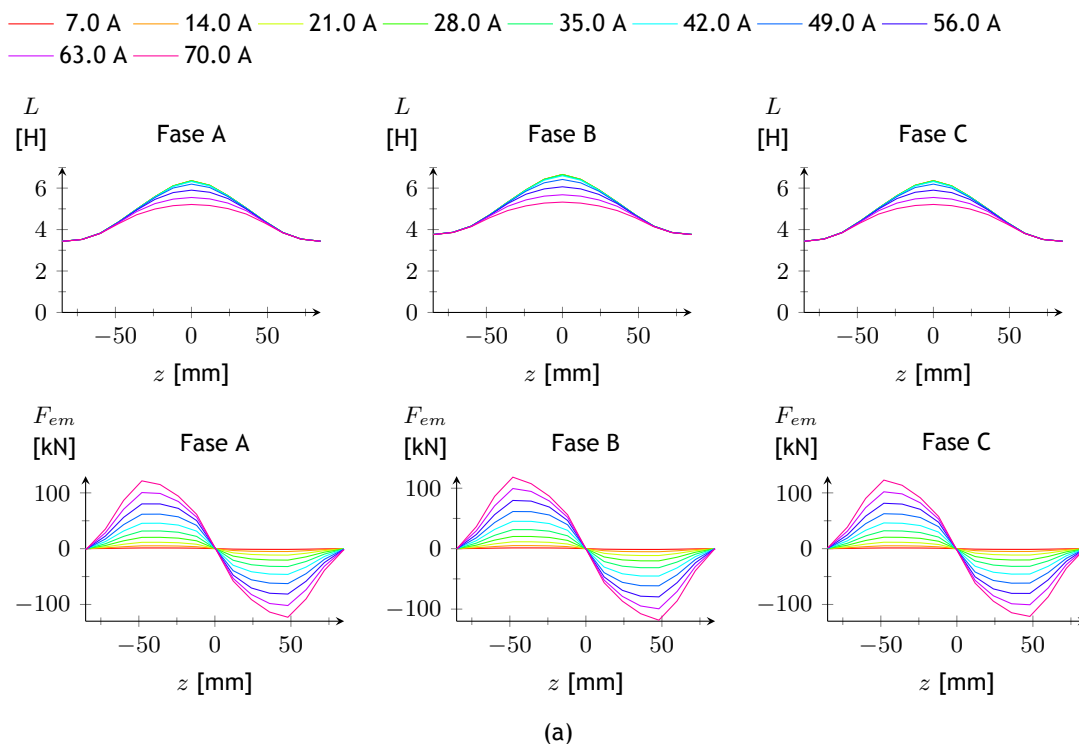 7.0 A 14.0 A 21.0 A 28.0 A 35.0 A 42.0 A 49.0 A 56.0 A
63.0 A 70.0 A
L
[H]
Fase A
6
4
2
0
−50 0 50
z [mm]
L
[H]
Fase B
6
4
2
0
−50 0 50
z [mm]
L
[H]
Fase C
6
4
2
0
−50 0 50
z [mm]
F_em
[kN]
Fase A
100
0
−100
−50 0 50
z [mm]
F_em
[kN]
Fase B
100
0
−100
−50 0 50
z [mm]
F_em
[kN]
Fase C
100
0
−100
−50 0 50
z [mm]
(a)